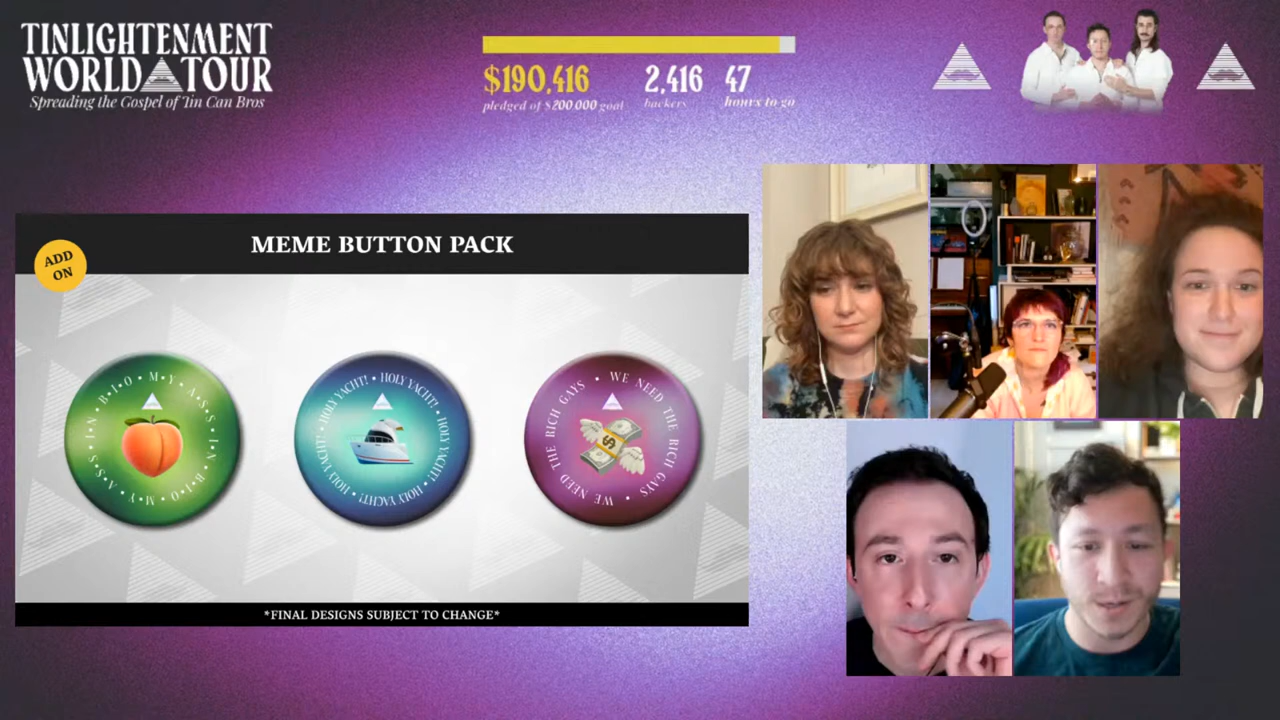 TINLIGHTENMENT
WORLD TOUR
Spreading the Gospel of Tin Can Bros
$190,416
pledged of $200 000 goal
2,416
backers
47
hours to go
ADD
ON
MEME BUTTON PACK
MY ASS IN BIO • MY ASS IN BIO •
HOLY YACHT! • HOLY YACHT! • HOLY YACHT! • HOLY YACHT! •
WE NEED THE RICH GAYS • WE NEED THE RICH GAYS •
*FINAL DESIGNS SUBJECT TO CHANGE*